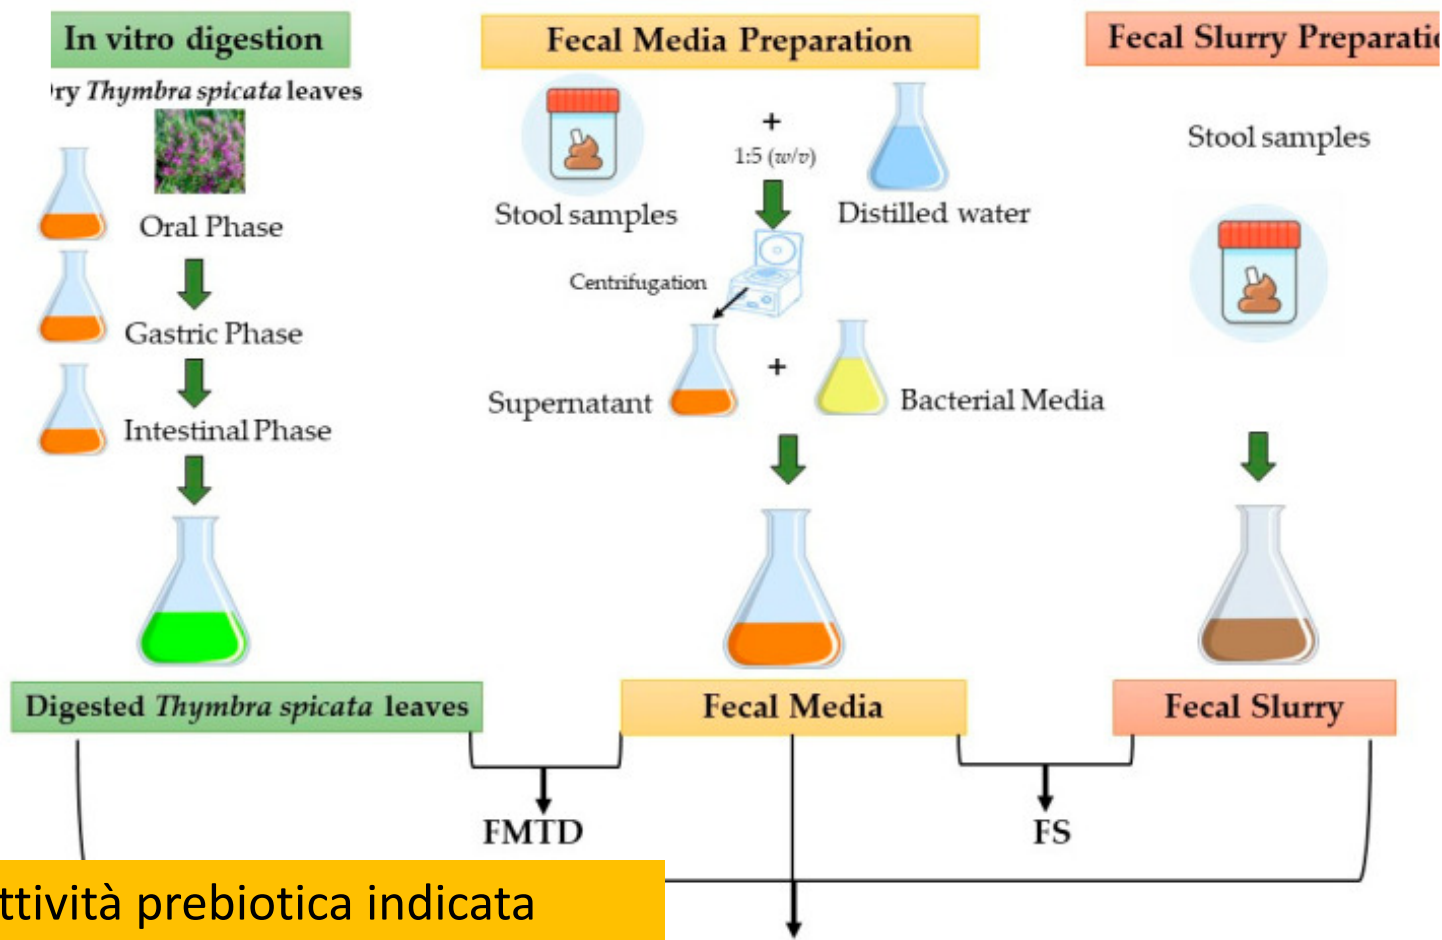 In vitro digestion
ry Thymbra spicata leaves
Oral Phase
Gastric Phase
Intestinal Phase
Digested Thymbra spicata leaves
Fecal Media Preparation
+
1:5 (w/v)
Stool samples
Distilled water
Centrifugation
+
Supernatant
Bacterial Media
Fecal Media
Fecal Slurry Preparatio
Stool samples
Fecal Slurry
FMTD
FS
ttività prebiotica indicata